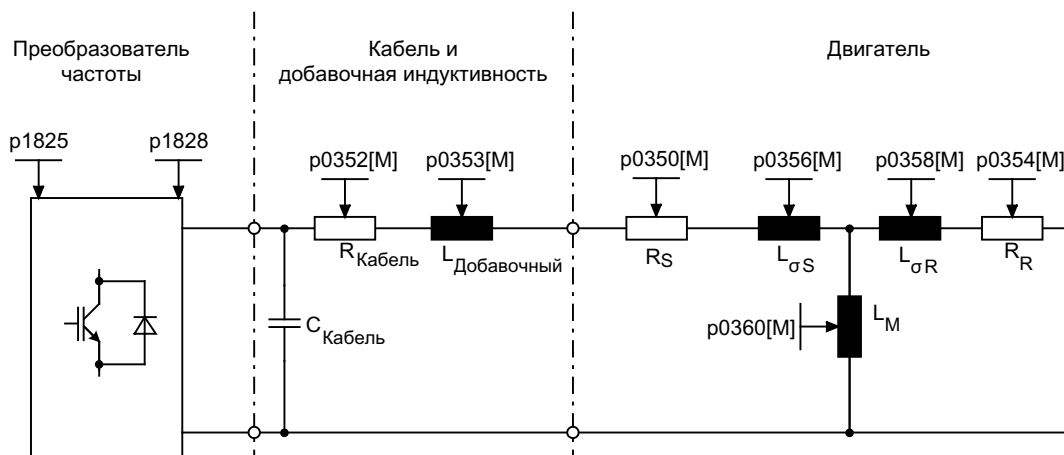 Преобразователь
частоты
Кабель и
добавочная индуктивность
Двигатель
p1825
p1828
p0352[M]
p0353[M]
p0350[M]
p0356[M]
p0358[M]
p0354[M]
RКабель
LДобавочный
RS
LσS
LσR
RR
CКабель
p0360[M]
LM